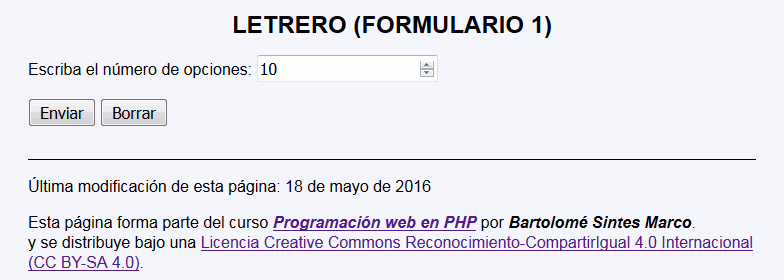 LETRERO (FORMULARIO 1)
Escriba el número de opciones: 10
Enviar Borrar
Última modificación de esta página: 18 de mayo de 2016
Esta página forma parte del curso Programación web en PHP por Bartolomé Sintes Marco.
y se distribuye bajo una Licencia Creative Commons Reconocimiento-CompartirIgual 4.0 Internacional
(CC BY-SA 4.0).